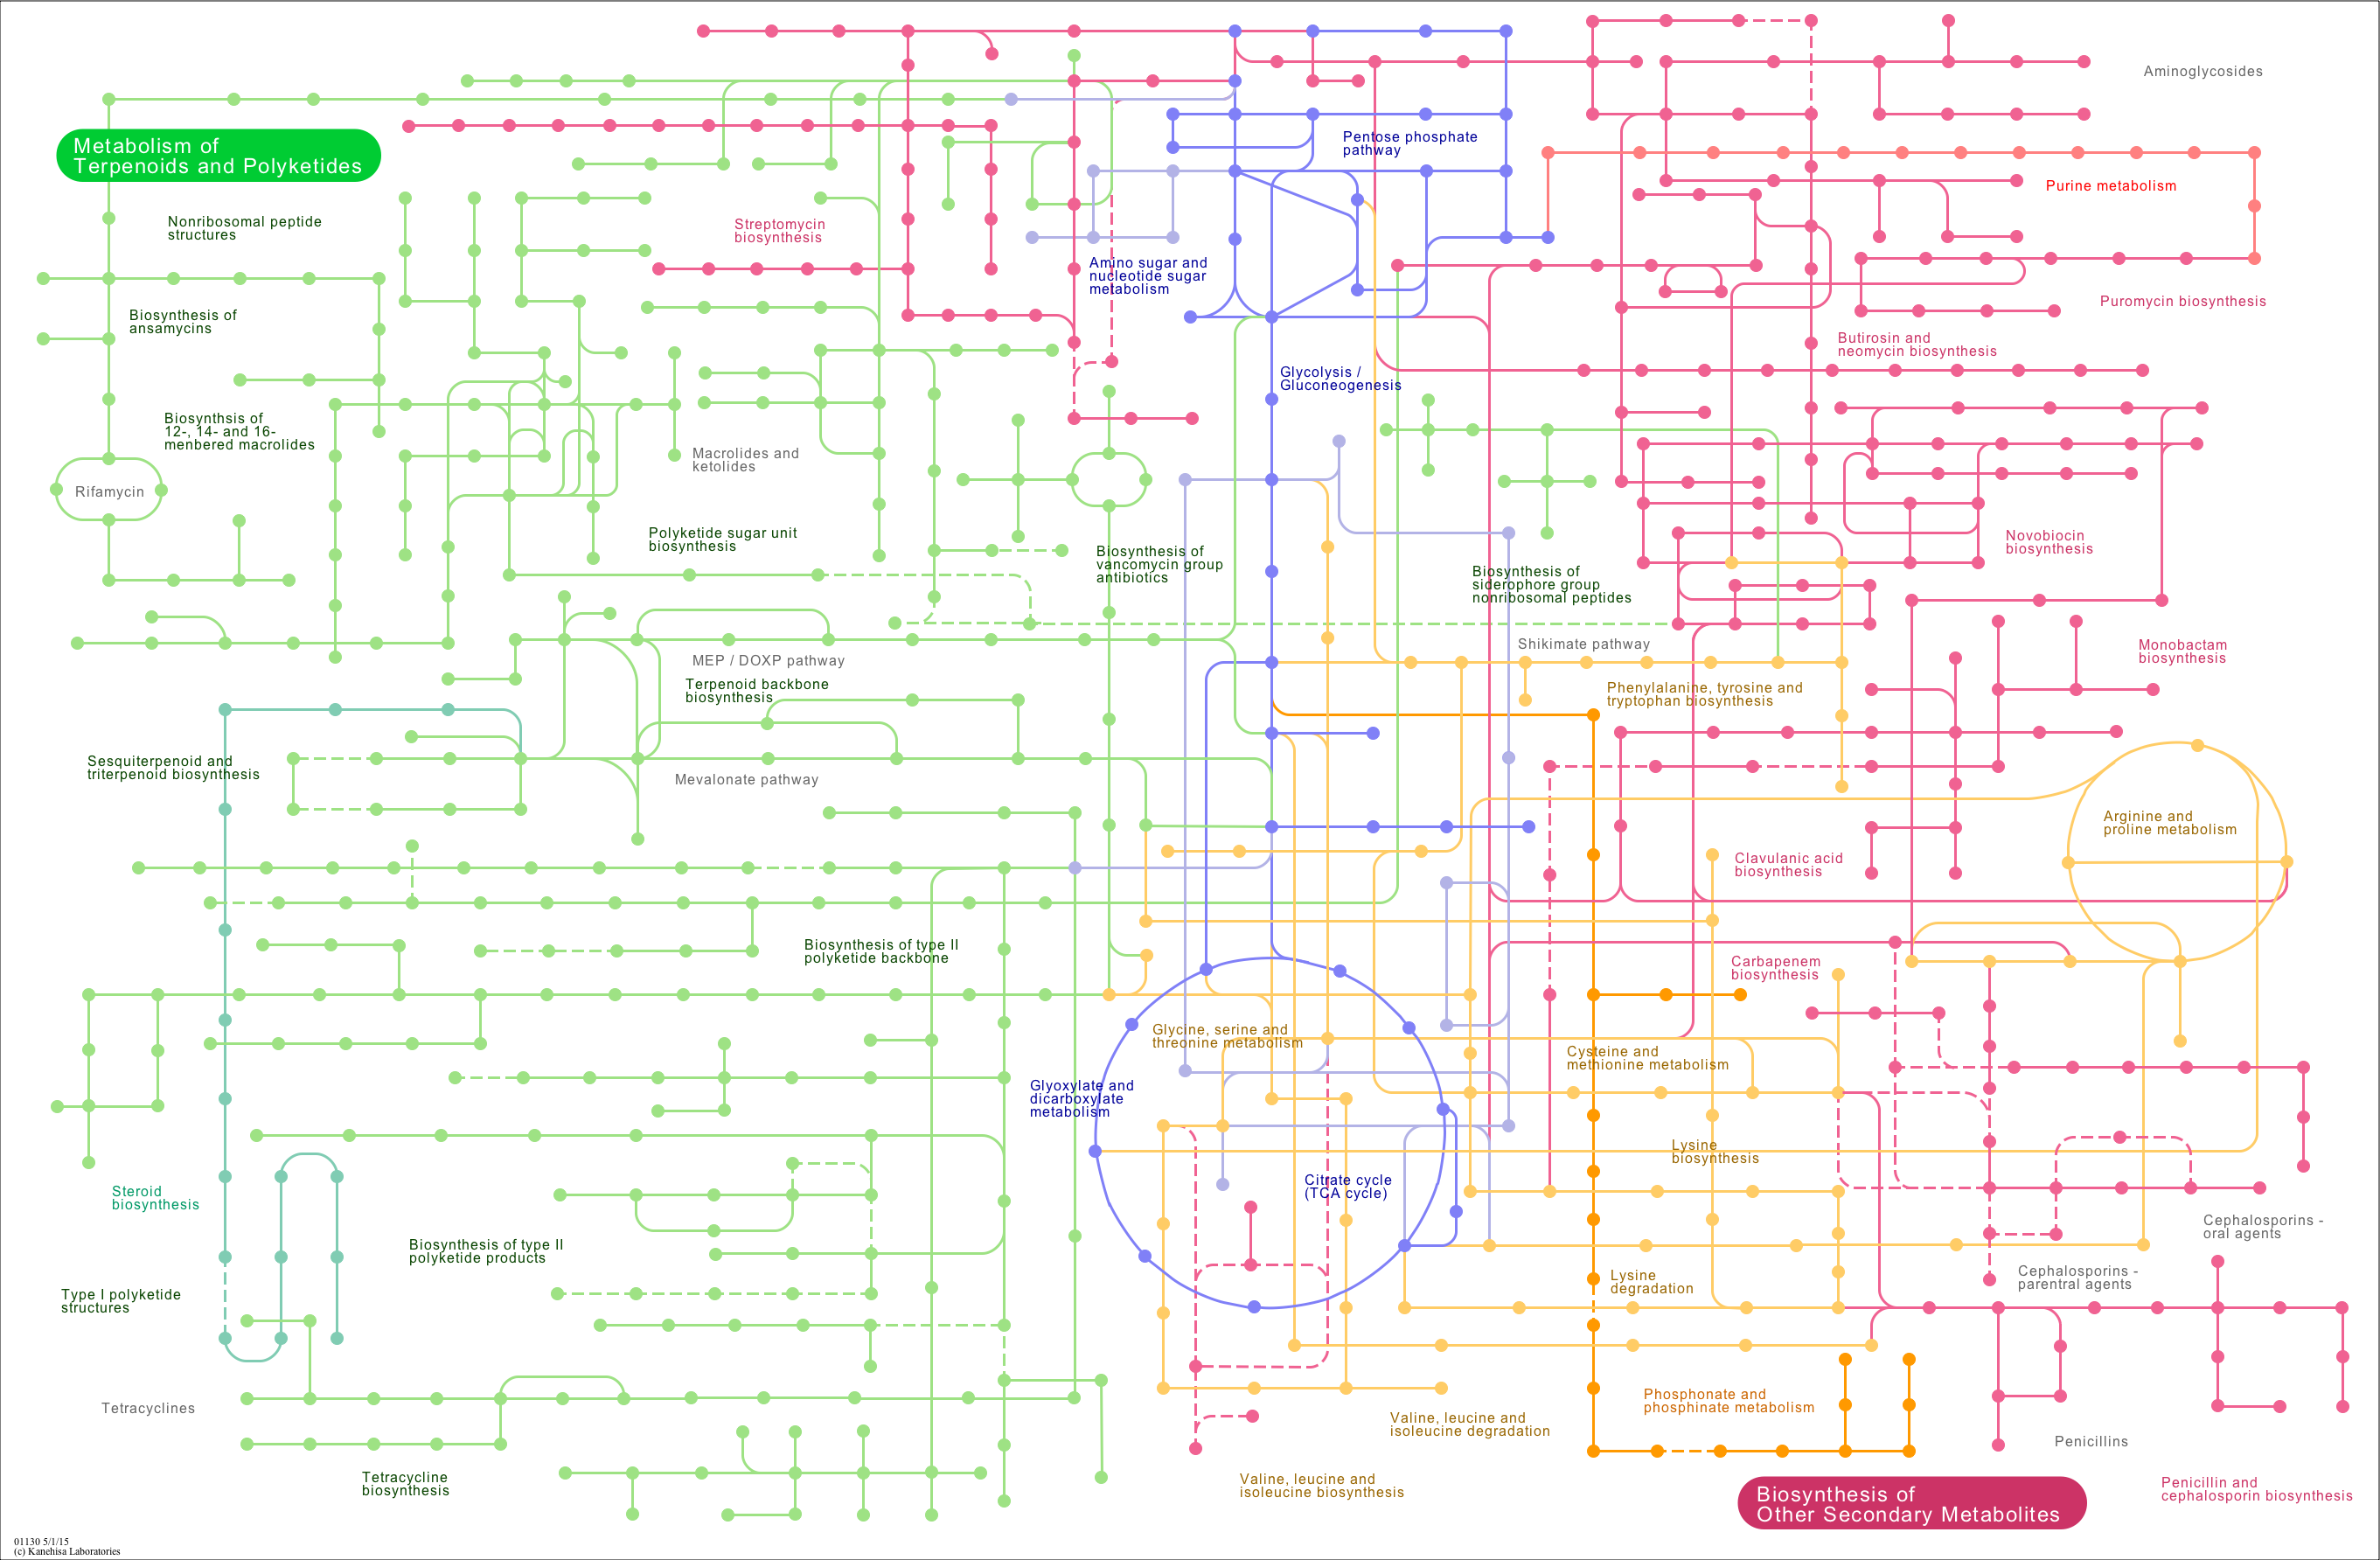 Aminoglycosides
Metabolism of
Terpenoids and Polyketides
Pentose phosphate
pathway
Purine metabolism
Nonribosomal peptide
structures
Streptomycin
biosynthesis
Amino sugar and
nucleotide sugar
metabolism
Puromycin biosynthesis
Biosynthesis of
ansamycins
Butirosin and
neomycin biosynthesis
Glycolysis /
Gluconeogenesis
Biosynthsis of
12-, 14- and 16-
menbered macrolides
Macrolides and
ketolides
Rifamycin
Polyketide sugar unit
biosynthesis
Novobiocin
biosynthesis
Biosynthesis of
vancomycin group
antibiotics
Biosynthesis of
siderophore group
nonribosomal peptides
Shikimate pathway
Monobactam
biosynthesis
MEP / DOXP pathway
Terpenoid backbone
biosynthesis
Phenylalanine, tyrosine and
tryptophan biosynthesis
Sesquiterpenoid and
triterpenoid biosynthesis
Mevalonate pathway
Arginine and
proline metabolism
Clavulanic acid
biosynthesis
Biosynthesis of type II
polyketide backbone
Carbapenem
biosynthesis
Glycine, serine and
threonine metabolism
Cysteine and
methionine metabolism
Glyoxylate and
dicarboxylate
metabolism
Lysine
biosynthesis
Citrate cycle
(TCA cycle)
Steroid
biosynthesis
Cephalosporins -
oral agents
Biosynthesis of type II
polyketide products
Cephalosporins -
parentral agents
Lysine
degradation
Type I polyketide
structures
Phosphonate and
phosphinate metabolism
Tetracyclines
Valine, leucine and
isoleucine degradation
Penicillins
Tetracycline
biosynthesis
Valine, leucine and
isoleucine biosynthesis
Biosynthesis of
Other Secondary Metabolites
Penicillin and
cephalosporin biosynthesis
01130 5/1/15
(c) Kanehisa Laboratories